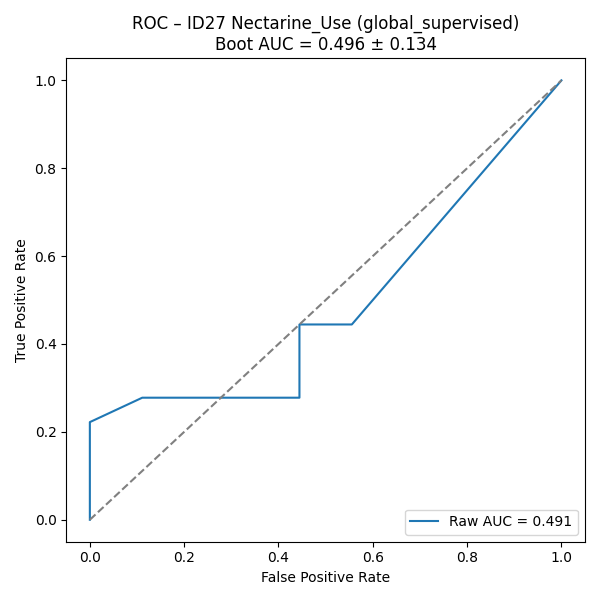 ROC – ID27 Nectarine_Use (global_supervised)
Boot AUC = 0.496 ± 0.134
True Positive Rate
1.0
0.8
0.6
0.4
0.2
0.0
Raw AUC = 0.491
0.0 0.2 0.4 0.6 0.8 1.0
False Positive Rate